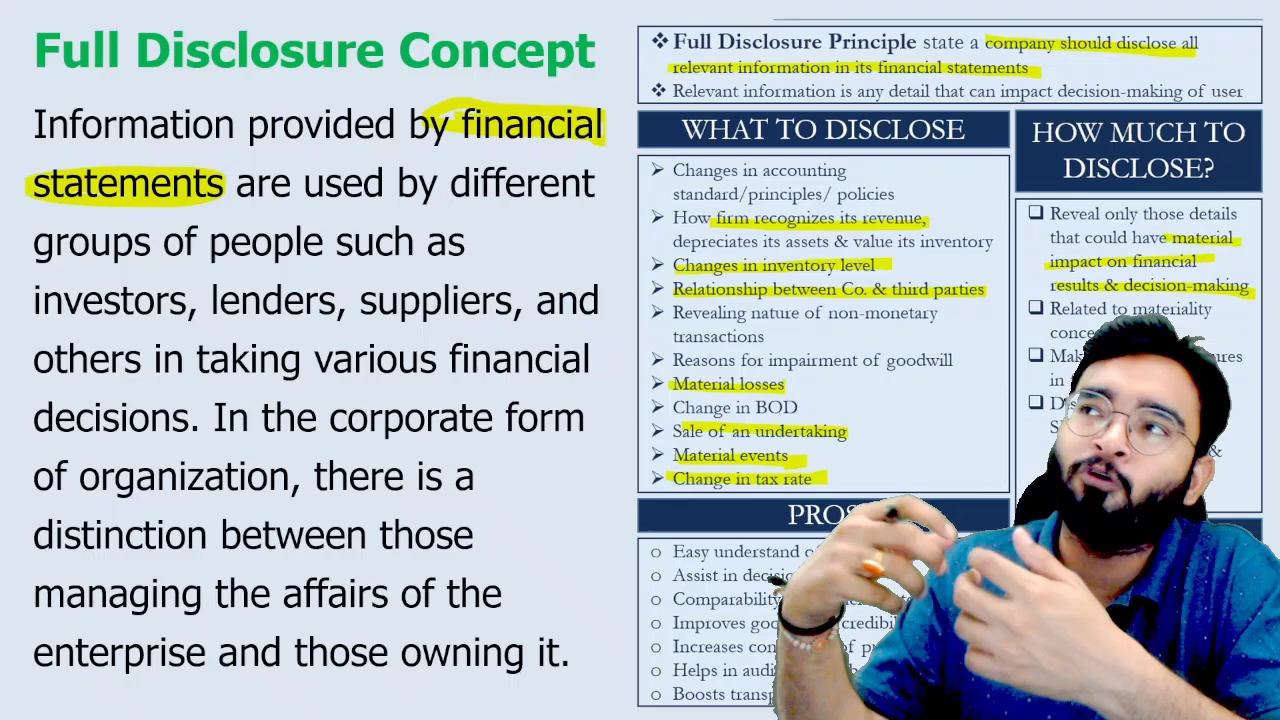 Full Disclosure Concept
Information provided by financial
statements are used by different
groups of people such as
investors, lenders, suppliers, and
others in taking various financial
decisions. In the corporate form
of organization, there is a
distinction between those
managing the affairs of the
enterprise and those owning it.
Full Disclosure Principle state a company should disclose all
relevant information in its financial statements
Relevant information is any detail that can impact decision-making of user
WHAT TO DISCLOSE
Changes in accounting
standard/principles/ policies
How firm recognizes its revenue,
depreciates its assets & value its inventory
Changes in inventory level
Relationship between Co. & third parties
Revealing nature of non-monetary
transactions
Reasons for impairment of goodwill
Material losses
Change in BOD
Sale of an undertaking
Material events
Change in tax rate
HOW MUCH TO
DISCLOSE?
Reveal only those details
that could have material
impact on financial
results & decision-making
Related to materiality
in
&
Easy understand
Assist in
Comparability
Improves
Increases of
Helps in
Boosts